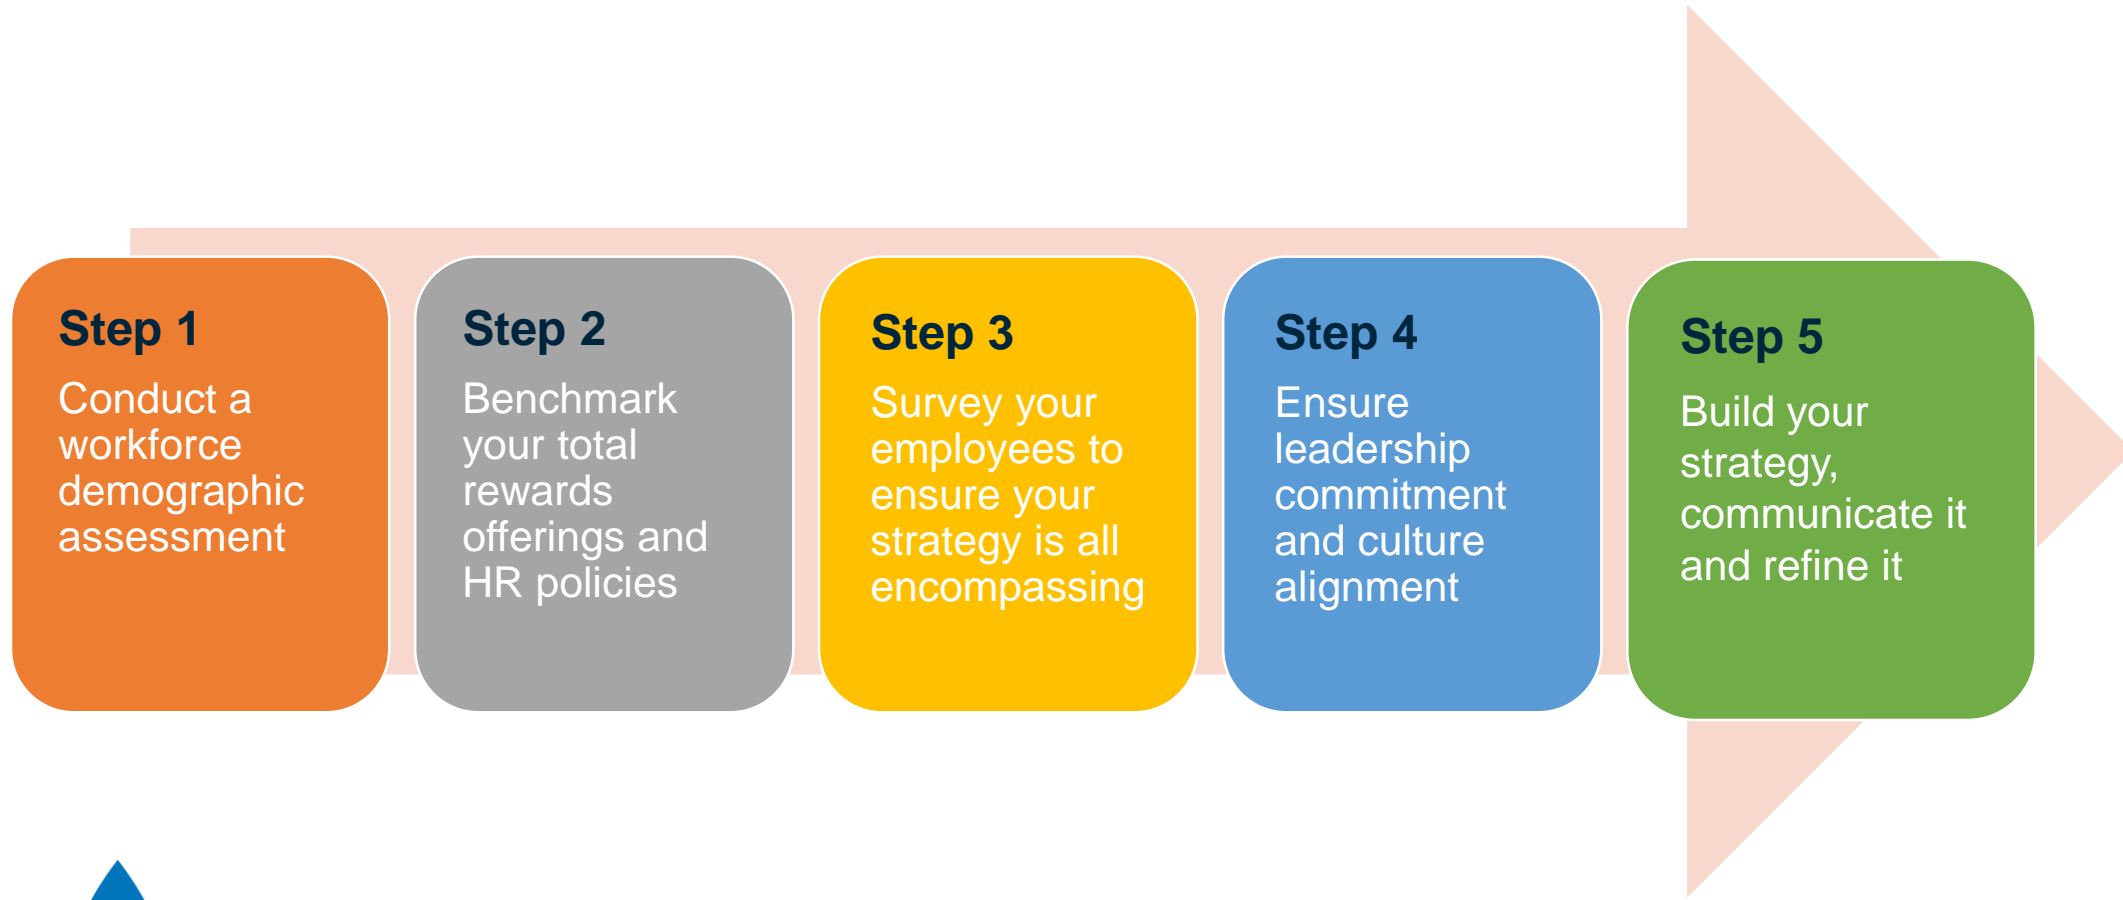 Step 1
Conduct a
workforce
demographic
assessment
Step 2
Benchmark
your total
rewards
offerings and
HR policies
Step 3
Survey your
employees to
ensure your
strategy is all
encompassing
Step 4
Ensure
leadership
commitment
and culture
alignment
Step 5
Build your
strategy,
communicate it
and refine it